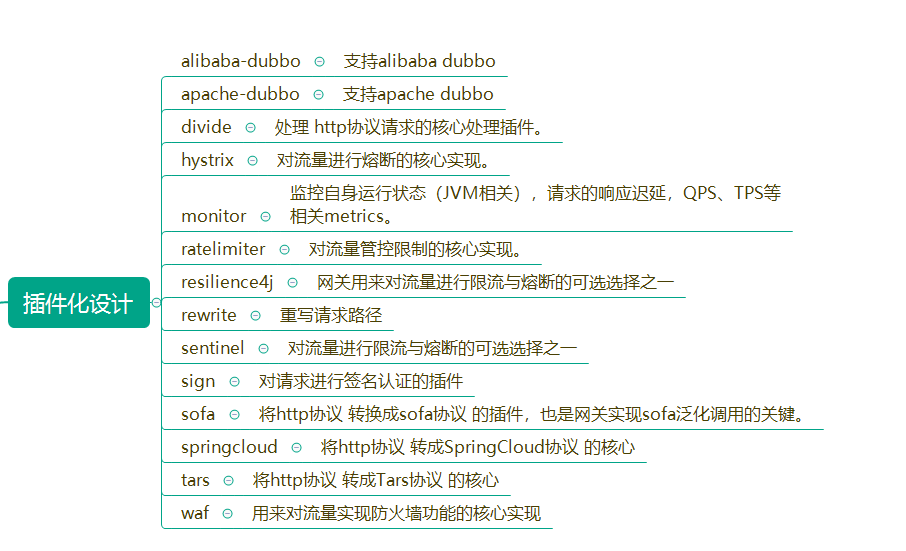 插件化设计
alibaba-dubbo 支持alibaba dubbo
apache-dubbo 支持apache dubbo
divide 处理 http协议请求的核心处理插件。
hystrix 对流量进行熔断的核心实现。
monitor 监控自身运行状态（JVM相关），请求的响应迟延，QPS、TPS等
相关metrics。
ratelimiter 对流量管控限制的核心实现。
resilience4j 网关用来对流量进行限流与熔断的可选选择之一
rewrite 重写请求路径
sentinel 对流量进行限流与熔断的可选选择之一
sign 对请求进行签名认证的插件
sofa 将http协议 转换成sofa协议 的插件，也是网关实现sofa泛化调用的关键。
springcloud 将http协议 转成SpringCloud协议 的核心
tars 将http协议 转成Tars协议 的核心
waf 用来对流量实现防火墙功能的核心实现